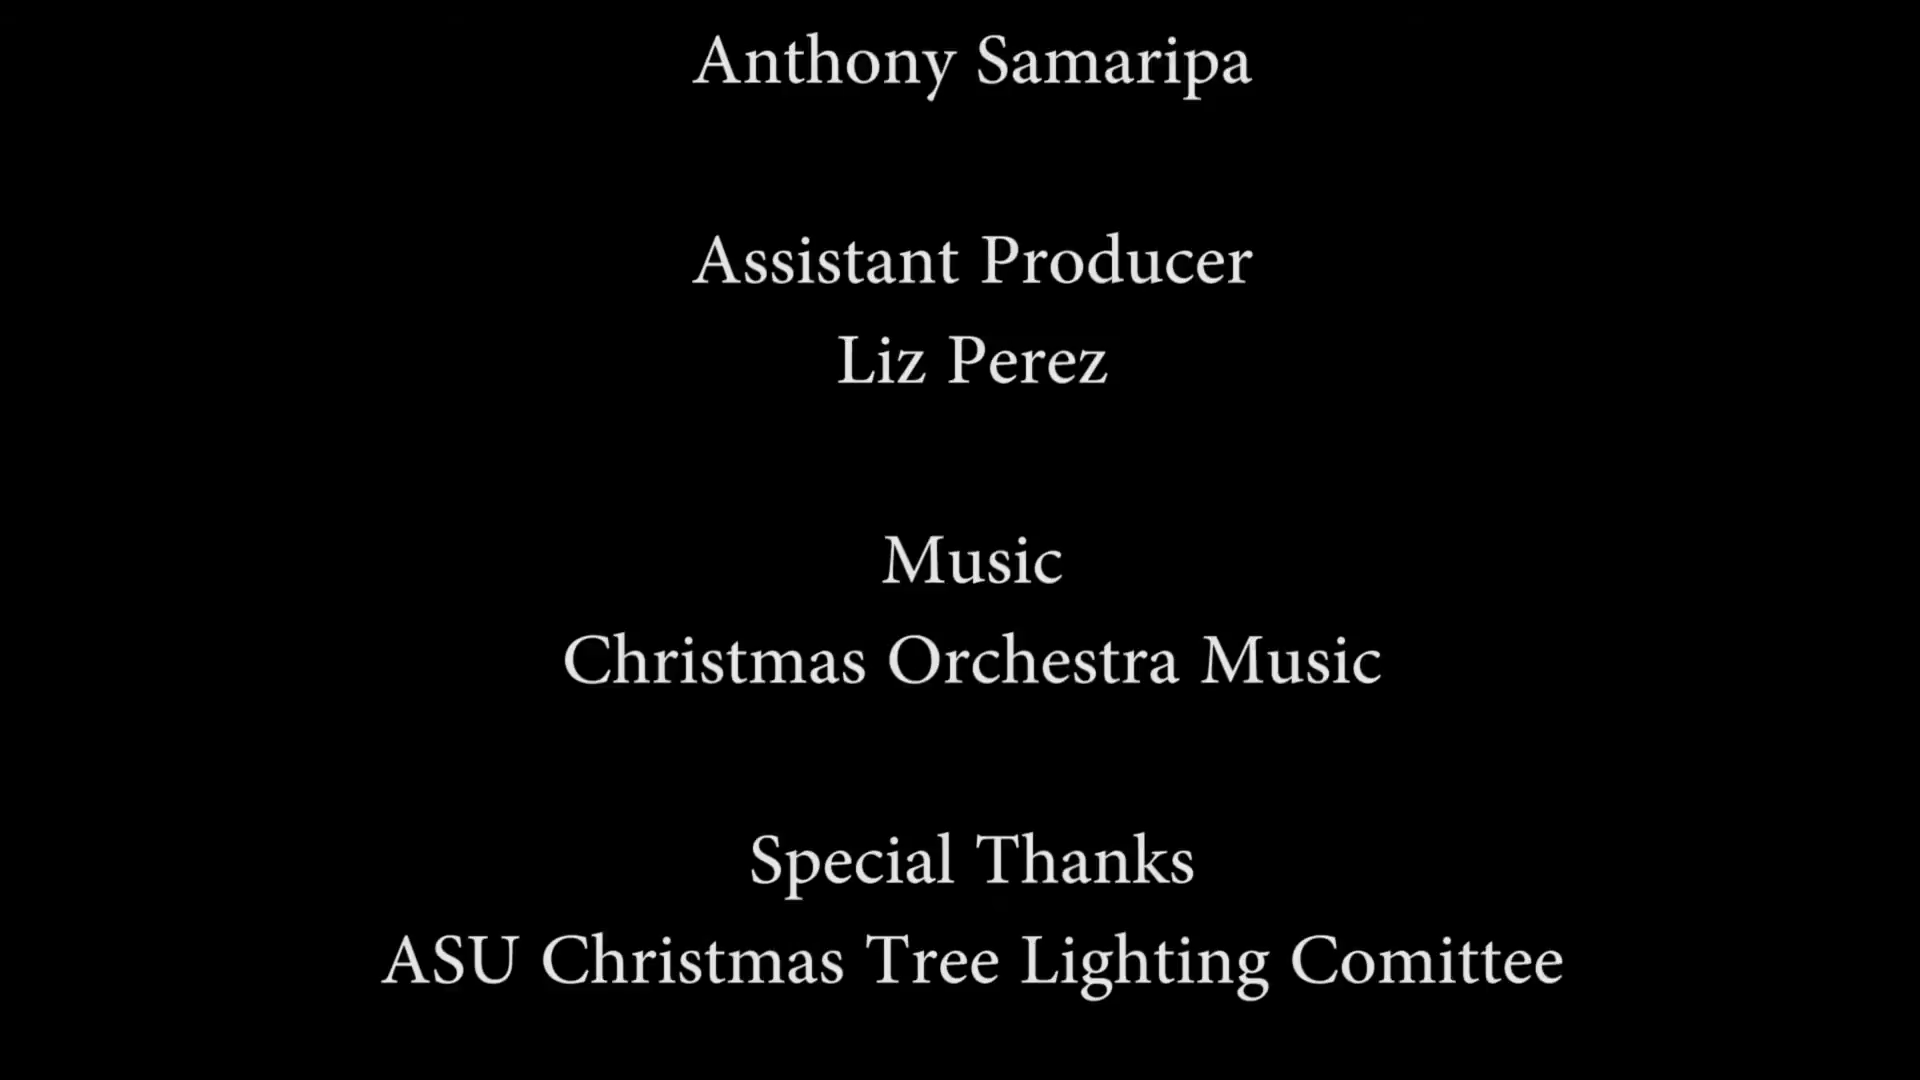 Anthony Samaripa
Assistant Producer
Liz Perez
Music
Christmas Orchestra Music
Special Thanks
ASU Christmas Tree Lighting Comittee